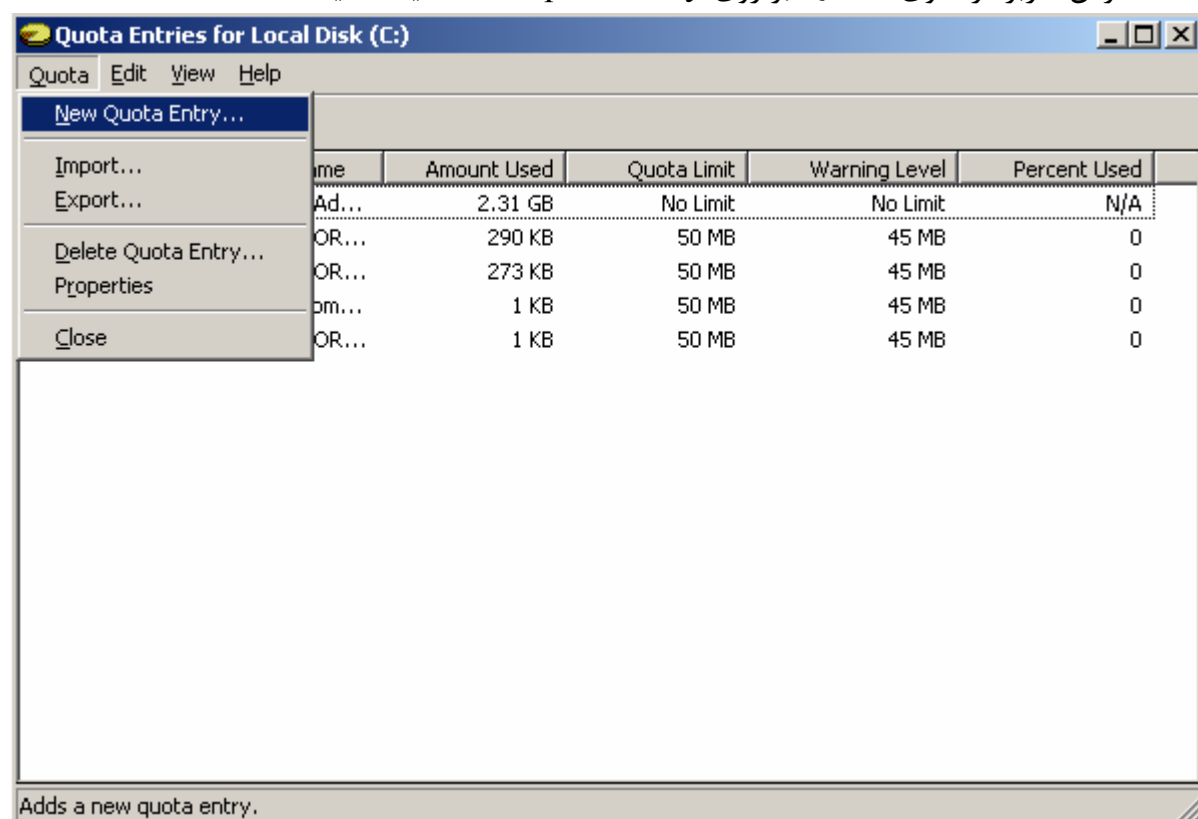 Quota Entries for Local Disk (C:)
Quota Edit View Help
New Quota Entry...
Import...
Export...
Delete Quota Entry...
Properties
Close
Amount Used Quota Limit Warning Level Percent Used
Ad... 2.31 GB No Limit No Limit N/A
OR... 290 KB 50 MB 45 MB 0
OR... 273 KB 50 MB 45 MB 0
om... 1 KB 50 MB 45 MB 0
OR... 1 KB 50 MB 45 MB 0
Adds a new quota entry.